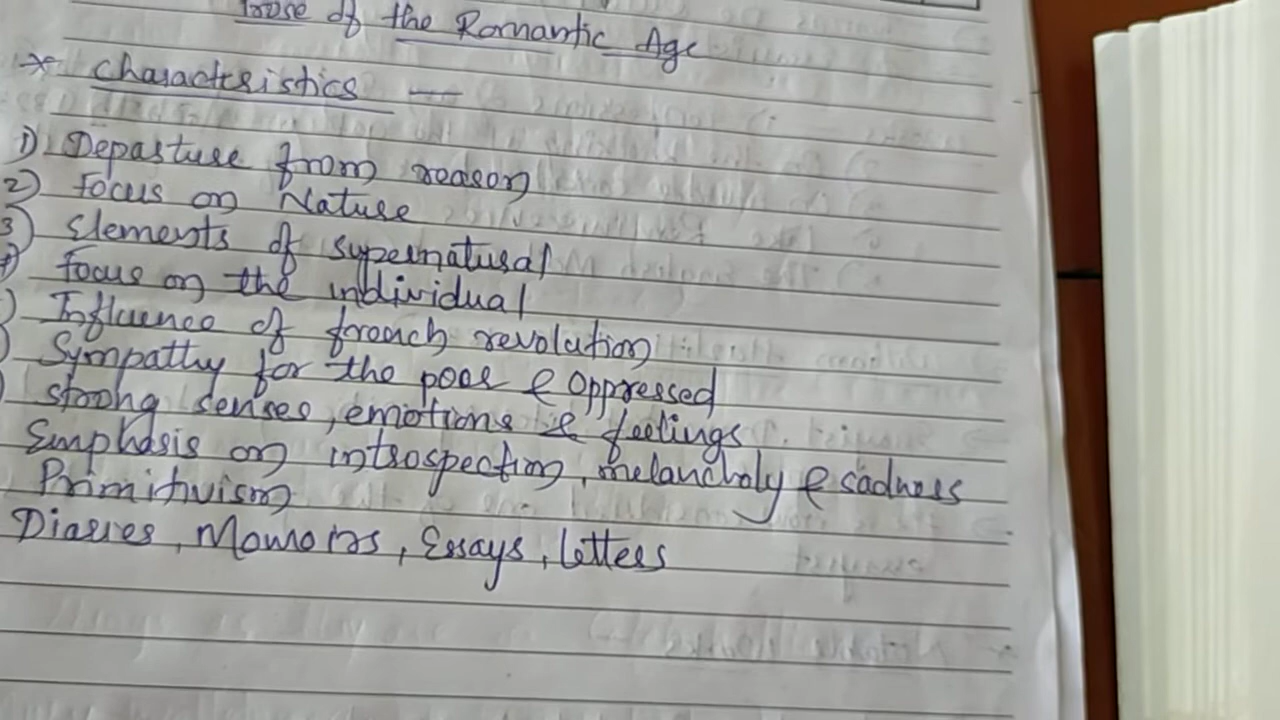 Prose of the Romantic Age
* Characteristics —
1) Departure from reason
2) Focus on Nature
3) Elements of supernatural
4) Focus on the individual
) Influence of french revolution
) Sympathy for the poor & oppressed
) strong senses, emotions & feelings
Emphasis on introspection, melancholy & sadness
Primitivism
Diaries, Memoirs, Essays, letters